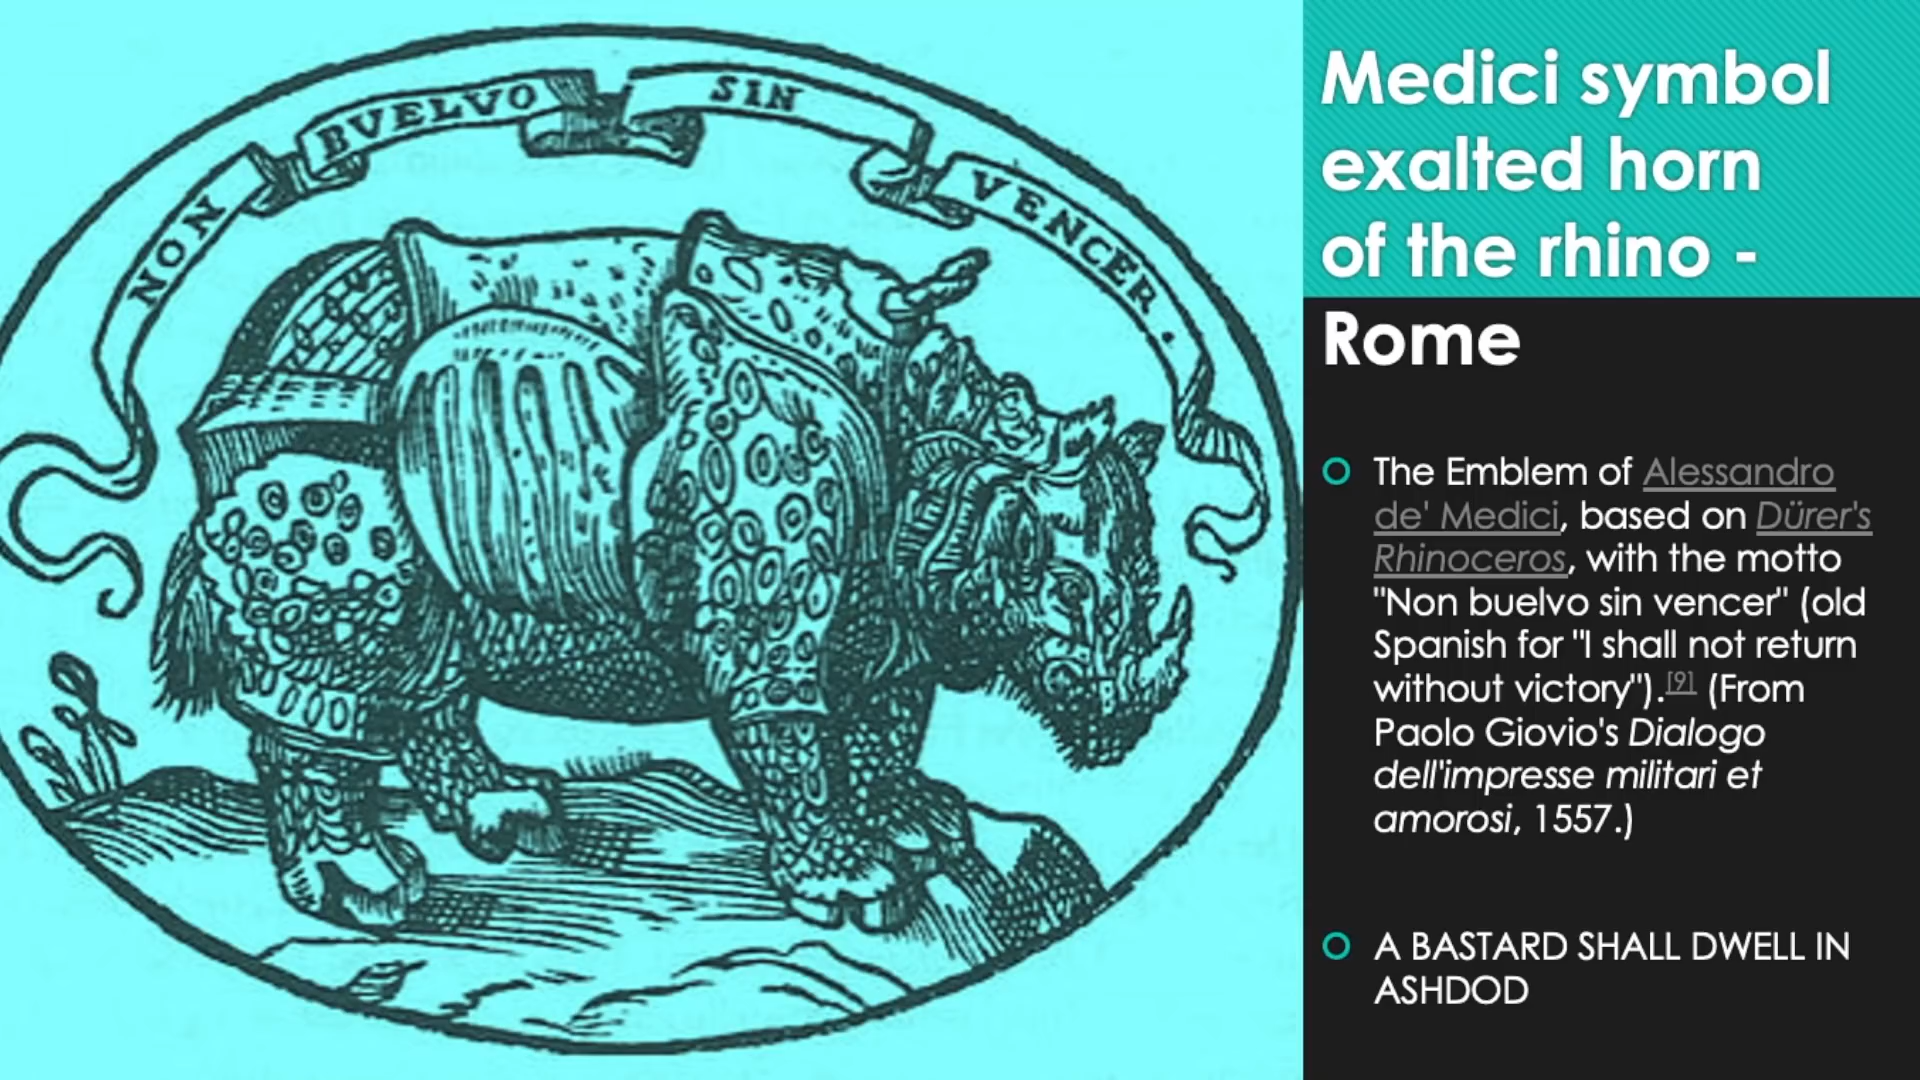 NON BVELVO SIN VENCER.
Medici symbol
exalted horn
of the rhino -
Rome
The Emblem of Alessandro
de' Medici, based on Dürer's
Rhinoceros, with the motto
"Non buelvo sin vencer" (old
Spanish for "I shall not return
without victory").[9] (From
Paolo Giovio's Dialogo
dell'impresse militari et
amorosi, 1557.)
A BASTARD SHALL DWELL IN
ASHDOD